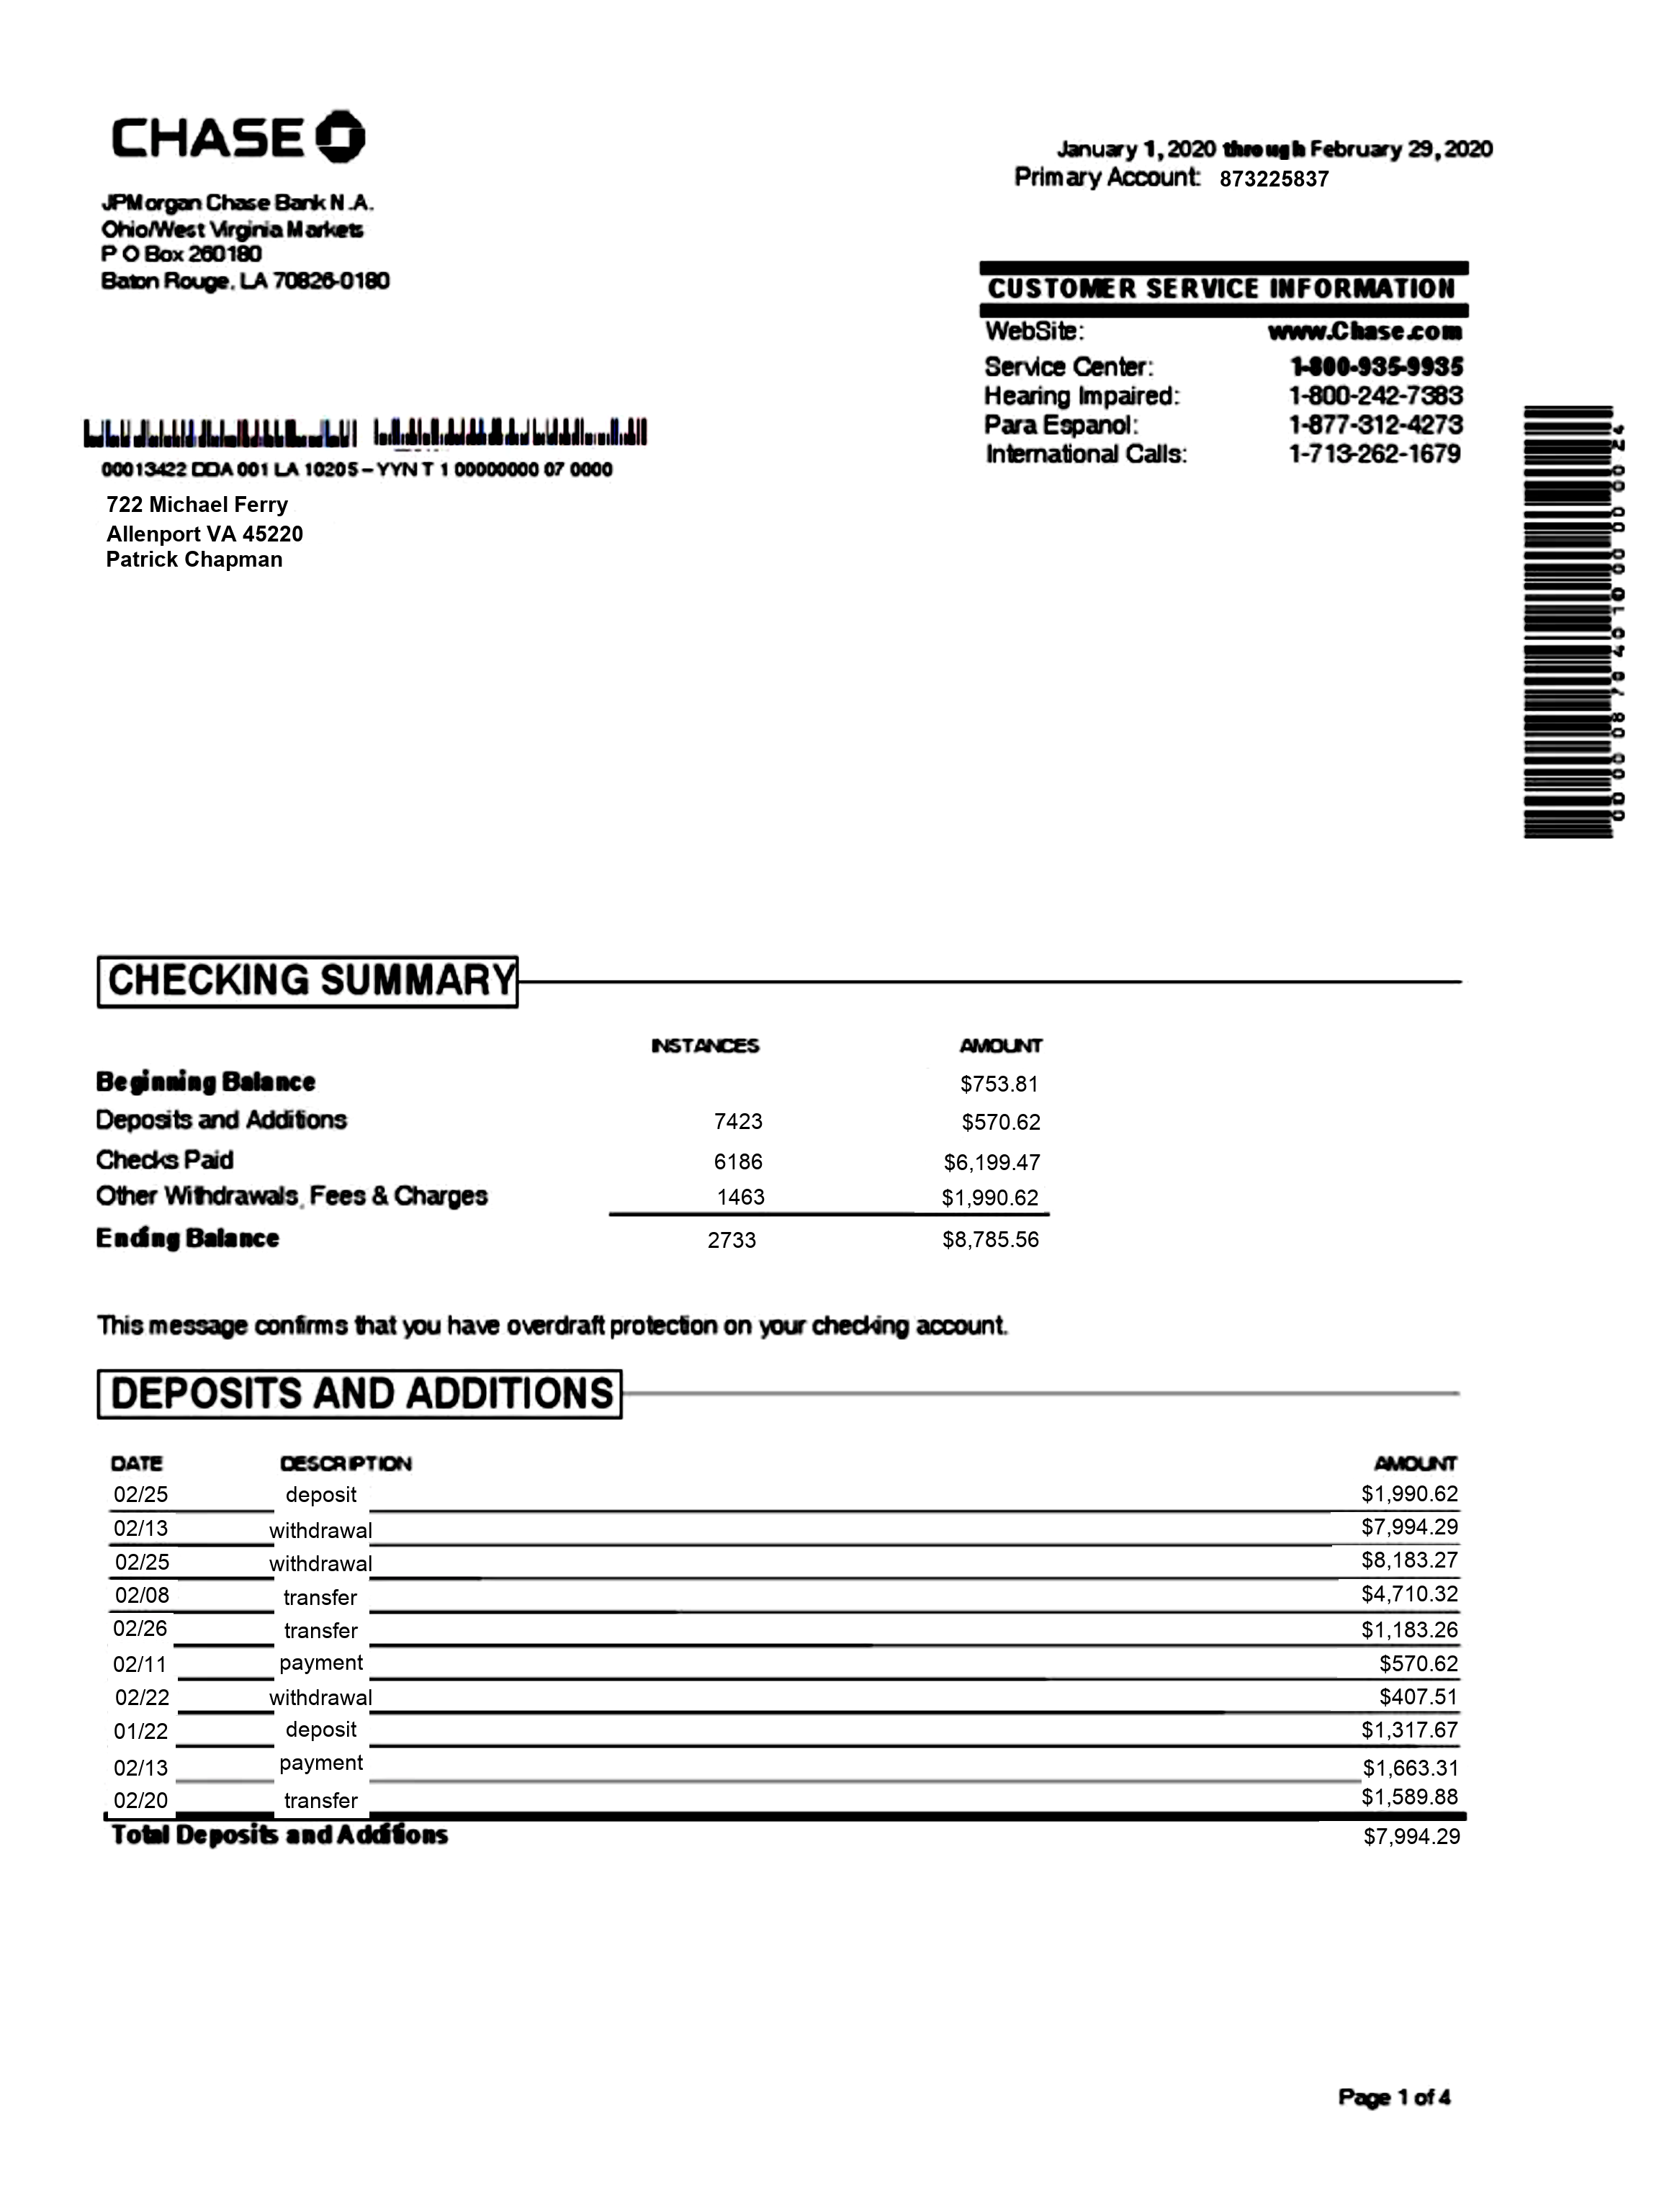 CHASE
January 1, 2020 through February 29, 2020
Primary Account: 873225837
JPMorgan Chase Bank N.A.
Ohio/West Virginia Markets
P O Box 260180
Baton Rouge, LA 70826-0180
CUSTOMER SERVICE INFORMATION
WebSite: www.Chase.com
Service Center: 1-800-935-9935
Hearing Impaired: 1-800-242-7383
Para Espanol: 1-877-312-4273
International Calls: 1-713-262-1679
00013422 DDA 001 LA 10205 – YYN T 1 00000000 07 0000
722 Michael Ferry
Allenport VA 45220
Patrick Chapman
CHECKING SUMMARY
INSTANCES AMOUNT
Beginning Balance $753.81
Deposits and Additions 7423 $570.62
Checks Paid 6186 $6,199.47
Other Withdrawals, Fees & Charges 1463 $1,990.62
Ending Balance 2733 $8,785.56
This message confirms that you have overdraft protection on your checking account.
DEPOSITS AND ADDITIONS
DATE DESCRIPTION AMOUNT
02/25 deposit $1,990.62
02/13 withdrawal $7,994.29
02/25 withdrawal $8,183.27
02/08 transfer $4,710.32
02/26 transfer $1,183.26
02/11 payment $570.62
02/22 withdrawal $407.51
01/22 deposit $1,317.67
02/13 payment $1,663.31
02/20 transfer $1,589.88
Total Deposits and Additions $7,994.29
Page 1 of 4